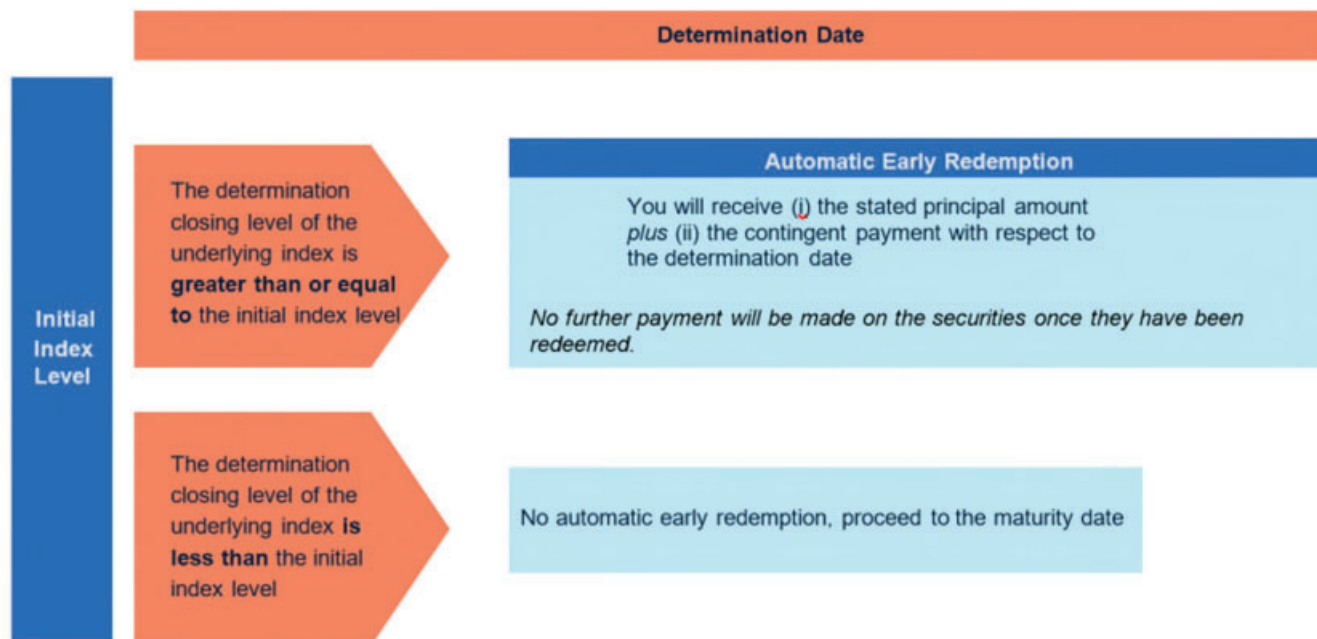 Determination Date
Initial
Index
Level
The determination
closing level of the
underlying index is
greater than or equal
to the initial index level
Automatic Early Redemption
You will receive (i) the stated principal amount
plus (ii) the contingent payment with respect to
the determination date
No further payment will be made on the securities once they have been
redeemed.
The determination
closing level of the
underlying index is
less than the initial
index level
No automatic early redemption, proceed to the maturity date